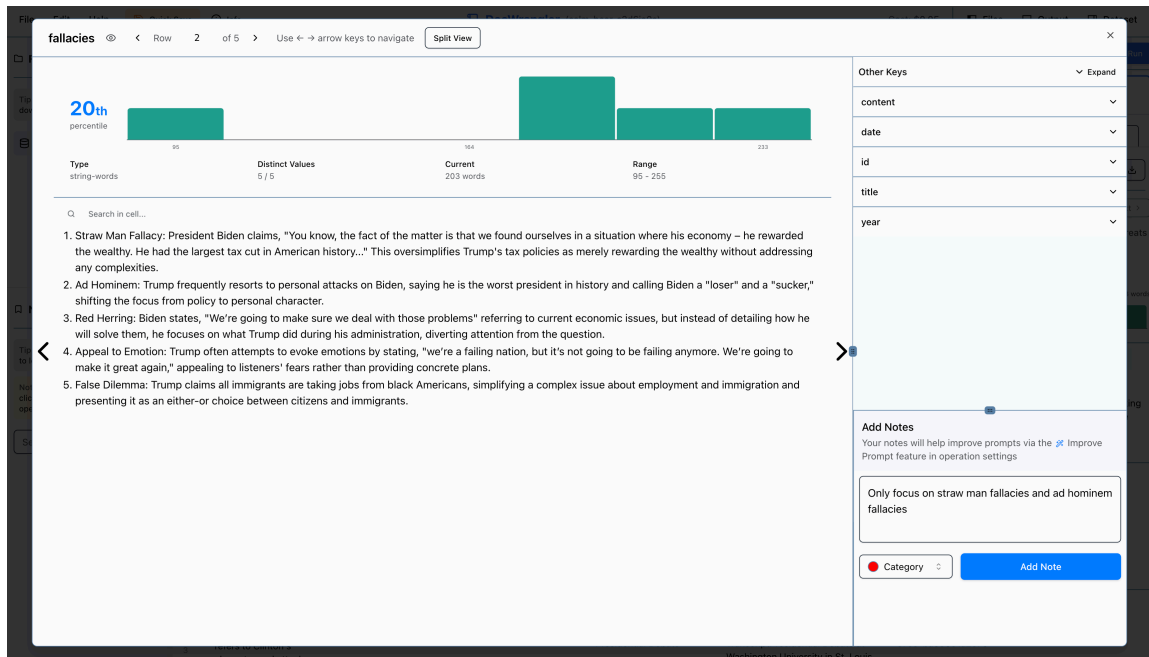 fallacies Row 2 of 5 Use ← → arrow keys to navigate Split View
20th
percentile
95 164 233
Type Distinct Values Current Range
string-words 5 / 5 203 words 95 - 255
Search in cell...
1. Straw Man Fallacy: President Biden claims, "You know, the fact of the matter is that we found ourselves in a situation where his economy – he rewarded
the wealthy. He had the largest tax cut in American history..." This oversimplifies Trump's tax policies as merely rewarding the wealthy without addressing
any complexities.
2. Ad Hominem: Trump frequently resorts to personal attacks on Biden, saying he is the worst president in history and calling Biden a "loser" and a "sucker,"
shifting the focus from policy to personal character.
3. Red Herring: Biden states, "We're going to make sure we deal with those problems" referring to current economic issues, but instead of detailing how he
will solve them, he focuses on what Trump did during his administration, diverting attention from the question.
4. Appeal to Emotion: Trump often attempts to evoke emotions by stating, "we're a failing nation, but it's not going to be failing anymore. We're going to
make it great again," appealing to listeners' fears rather than providing concrete plans.
5. False Dilemma: Trump claims all immigrants are taking jobs from black Americans, simplifying a complex issue about employment and immigration and
presenting it as an either-or choice between citizens and immigrants.
Other Keys Expand
content
date
id
title
year
Add Notes
Your notes will help improve prompts via the Improve
Prompt feature in operation settings
Only focus on straw man fallacies and ad hominem
fallacies
Category Add Note